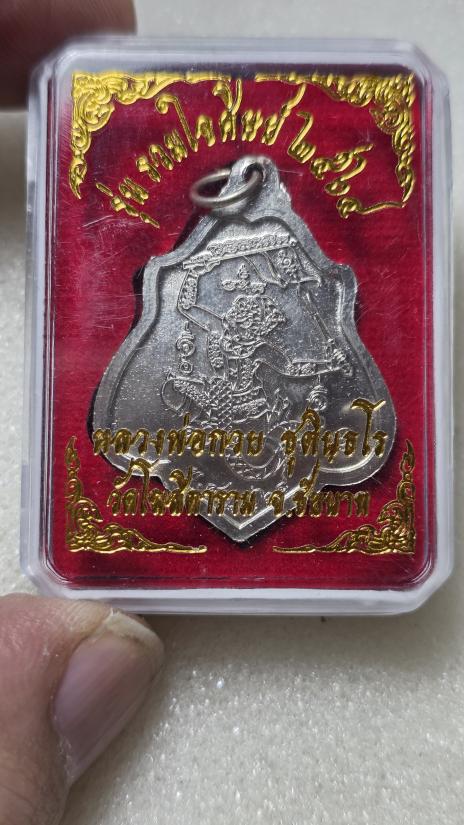 รุ่น รวมใจศิษย์ ๒๕๖๑
หลวงพ่อกวย ชุตินฺธโร
วัดโฆสิตาราม จ.ชัยนาท